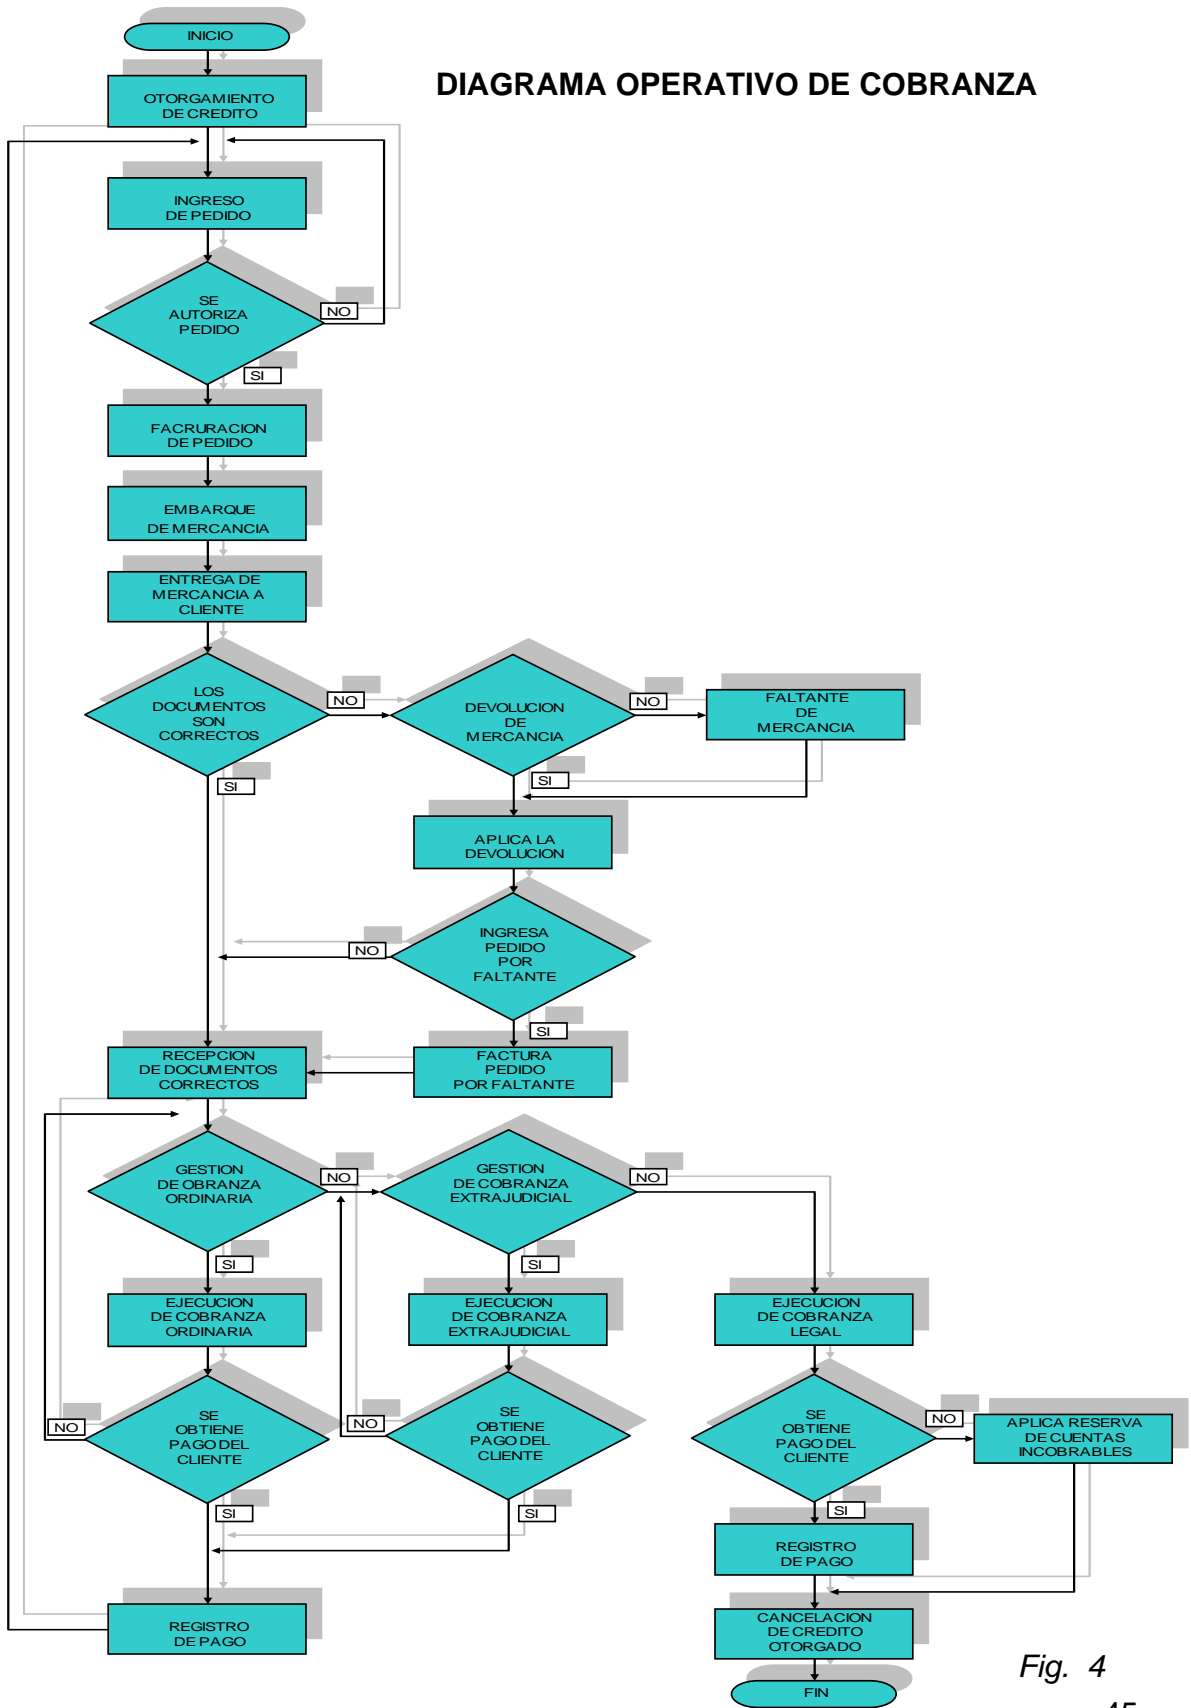 INICIO
DIAGRAMA OPERATIVO DE COBRANZA
OTORGAMIENTO
DE CREDITO
INGRESO
DE PEDIDO
SE
AUTORIZA
PEDIDO
NO
SI
FACRURACION
DE PEDIDO
EMBARQUE
DE MERCANCIA
ENTREGA DE
MERCANCIA A
CLIENTE
LOS
DOCUMENTOS
SON
CORRECTOS
NO
SI
DEVOLUCION
DE
MERCANCIA
NO
SI
FALTANTE
DE
MERCANCIA
APLICA LA
DEVOLUCION
INGRESA
PEDIDO
POR
FALTANTE
NO
SI
RECEPCION
DE DOCUMENTOS
CORRECTOS
FACTURA
PEDIDO
POR FALTANTE
GESTION
DE OBRANZA
ORDINARIA
NO
SI
GESTION
DE COBRANZA
EXTRAJUDICIAL
NO
SI
EJECUCION
DE COBRANZA
ORDINARIA
EJECUCION
DE COBRANZA
EXTRAJUDICIAL
EJECUCION
DE COBRANZA
LEGAL
SE
OBTIENE
PAGO DEL
CLIENTE
NO
SI
SE
OBTIENE
PAGO DEL
CLIENTE
NO
SI
SE
OBTIENE
PAGO DEL
CLIENTE
NO
SI
APLICA RESERVA
DE CUENTAS
INCOBRABLES
REGISTRO
DE PAGO
REGISTRO
DE PAGO
CANCELACION
DE CREDITO
OTORGADO
FIN
Fig. 4